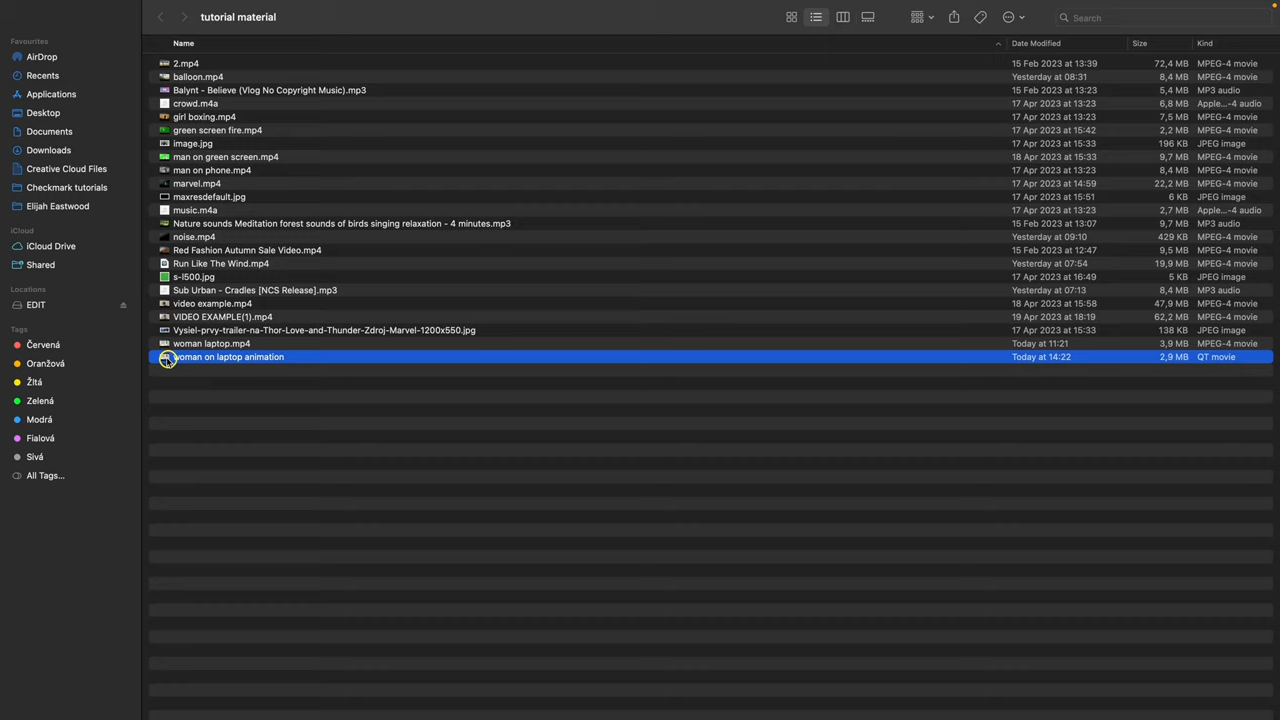 tutorial material
Search
Favourites
AirDrop
Recents
Applications
Desktop
Documents
Downloads
Creative Cloud Files
Checkmark tutorials
Elijah Eastwood
iCloud
iCloud Drive
Shared
Locations
EDIT
Tags
Červená
Oranžová
Žltá
Zelená
Modrá
Fialová
Sivá
All Tags...
Name Date Modified Size Kind
2.mp4 15 Feb 2023 at 13:39 72,4 MB MPEG-4 movie
balloon.mp4 Yesterday at 08:31 8,4 MB MPEG-4 movie
Balynt - Believe (Vlog No Copyright Music).mp3 15 Feb 2023 at 13:23 5,4 MB MP3 audio
crowd.m4a 17 Apr 2023 at 13:23 6,8 MB Apple...-4 audio
girl boxing.mp4 17 Apr 2023 at 13:23 9,7 MB MPEG-4 movie
green screen fire.mp4 17 Apr 2023 at 15:42 2,2 MB MPEG-4 movie
image.jpg 17 Apr 2023 at 15:33 196 KB JPEG image
man on green screen.mp4 18 Apr 2023 at 15:33 9,7 MB MPEG-4 movie
man on phone.mp4 17 Apr 2023 at 13:23 8,4 MB MPEG-4 movie
marvel.mp4 17 Apr 2023 at 14:59 22,2 MB MPEG-4 movie
maxresdefault.jpg 17 Apr 2023 at 15:51 6 KB JPEG image
music.m4a 17 Apr 2023 at 13:23 2,7 MB Apple...-4 audio
Nature sounds Meditation forest sounds of birds singing relaxation - 4 minutes.mp3 15 Feb 2023 at 13:07 9,7 MB MP3 audio
noise.mp4 Yesterday at 09:10 429 KB MPEG-4 movie
Red Fashion Autumn Sale Video.mp4 15 Feb 2023 at 12:47 9,5 MB MPEG-4 movie
Run Like The Wind.mp4 Yesterday at 07:54 19,9 MB MPEG-4 movie
s-l500.jpg 17 Apr 2023 at 16:49 5 KB JPEG image
Sub Urban - Cradles [NCS Release].mp3 Yesterday at 07:13 8,4 MB MP3 audio
video example.mp4 18 Apr 2023 at 15:58 47,9 MB MPEG-4 movie
VIDEO EXAMPLE(1).mp4 19 Apr 2023 at 18:19 62,2 MB MPEG-4 movie
Vysiel-prvy-trailer-na-Thor-Love-and-Thunder-Zdroj-Marvel-1200x550.jpg 17 Apr 2023 at 15:33 138 KB JPEG image
woman laptop.mp4 Today at 11:21 3,9 MB MPEG-4 movie
woman on laptop animation Today at 14:22 2,9 MB QT movie